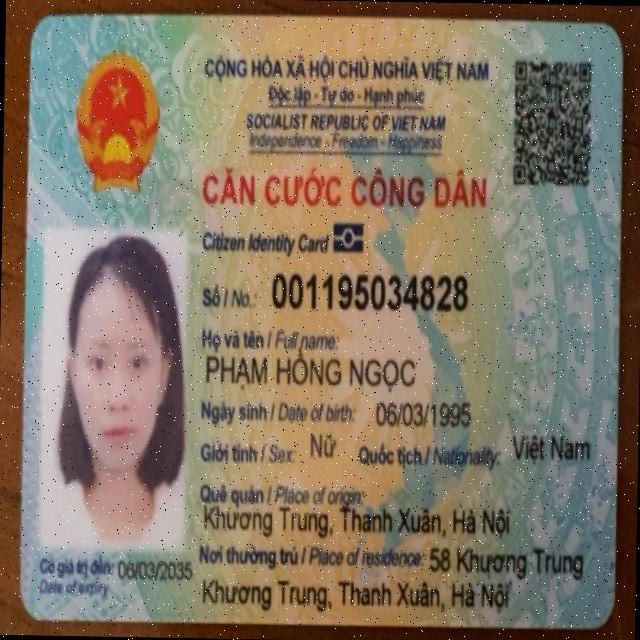 CỘNG HÒA XÃ HỘI CHỦ NGHĨA VIỆT NAM
Độc lập - Tự do - Hạnh phúc
SOCIALIST REPUBLIC OF VIET NAM
Independence - Freedom - Happiness
CĂN CƯỚC CÔNG DÂN
Citizen Identity Card
Số / No.: 001195034828
Họ và tên / Full name:
PHẠM HỒNG NGỌC
Ngày sinh / Date of birth: 06/03/1995
Giới tính / Sex: Nữ Quốc tịch / Nationality: Việt Nam
Quê quán / Place of origin:
Khương Trung, Thanh Xuân, Hà Nội
Nơi thường trú / Place of residence: 58 Khương Trung
Khương Trung, Thanh Xuân, Hà Nội
Có giá trị đến: 06/03/2035
Date of expiry